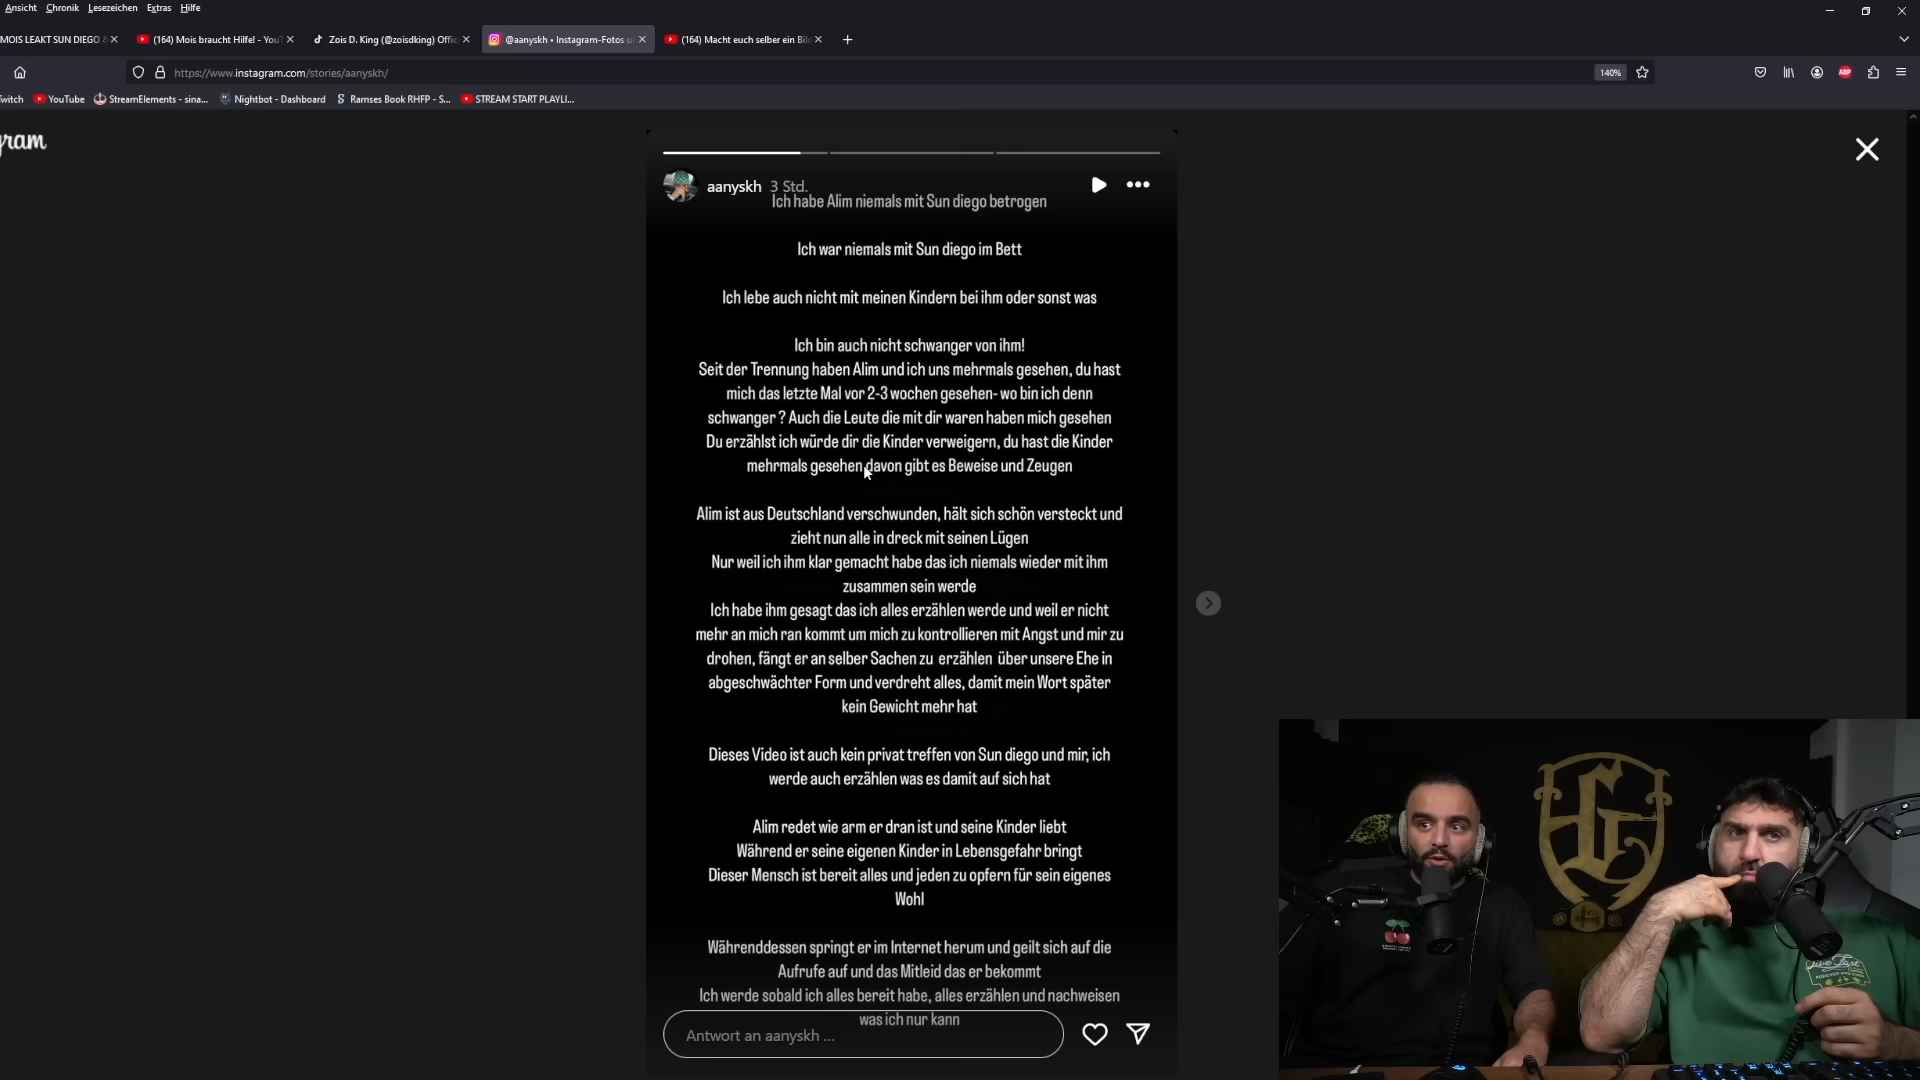 Ansicht Chronik Lesezeichen Extras Hilfe
MOIS LEAKT SUN DIEGO
(164) Mois braucht Hilfe! - You
Zois D. King (@zoisdking) Offic
@aanyskh • Instagram-Fotos u
(164) Macht euch selber ein Bil
https://www.instagram.com/stories/aanyskh/
140%
ABP
witch
YouTube
StreamElements - sina...
Nightbot - Dashboard
Ramses Book RHFP - S...
STREAM START PLAYLI...
gram
aanyskh 3 Std.
Ich habe Alim niemals mit Sun diego betrogen
Ich war niemals mit Sun diego im Bett
Ich lebe auch nicht mit meinen Kindern bei ihm oder sonst was
Ich bin auch nicht schwanger von ihm!
Seit der Trennung haben Alim und ich uns mehrmals gesehen, du hast
mich das letzte Mal vor 2-3 wochen gesehen- wo bin ich denn
schwanger ? Auch die Leute die mit dir waren haben mich gesehen
Du erzählst ich würde dir die Kinder verweigern, du hast die Kinder
mehrmals gesehen davon gibt es Beweise und Zeugen
Alim ist aus Deutschland verschwunden, hält sich schön versteckt und
zieht nun alle in dreck mit seinen Lügen
Nur weil ich ihm klar gemacht habe das ich niemals wieder mit ihm
zusammen sein werde
Ich habe ihm gesagt das ich alles erzählen werde und weil er nicht
mehr an mich ran kommt um mich zu kontrollieren mit Angst und mir zu
drohen, fängt er an selber Sachen zu erzählen über unsere Ehe in
abgeschwächter Form und verdreht alles, damit mein Wort später
kein Gewicht mehr hat
Dieses Video ist auch kein privat treffen von Sun diego und mir, ich
werde auch erzählen was es damit auf sich hat
Alim redet wie arm er dran ist und seine Kinder liebt
Während er seine eigenen Kinder in Lebensgefahr bringt
Dieser Mensch ist bereit alles und jeden zu opfern für sein eigenes
Wohl
Währenddessen springt er im Internet herum und geilt sich auf die
Aufrufe auf und das Mitleid das er bekommt
Ich werde sobald ich alles bereit habe, alles erzählen und nachweisen
was ich nur kann
Antwort an aanyskh ...